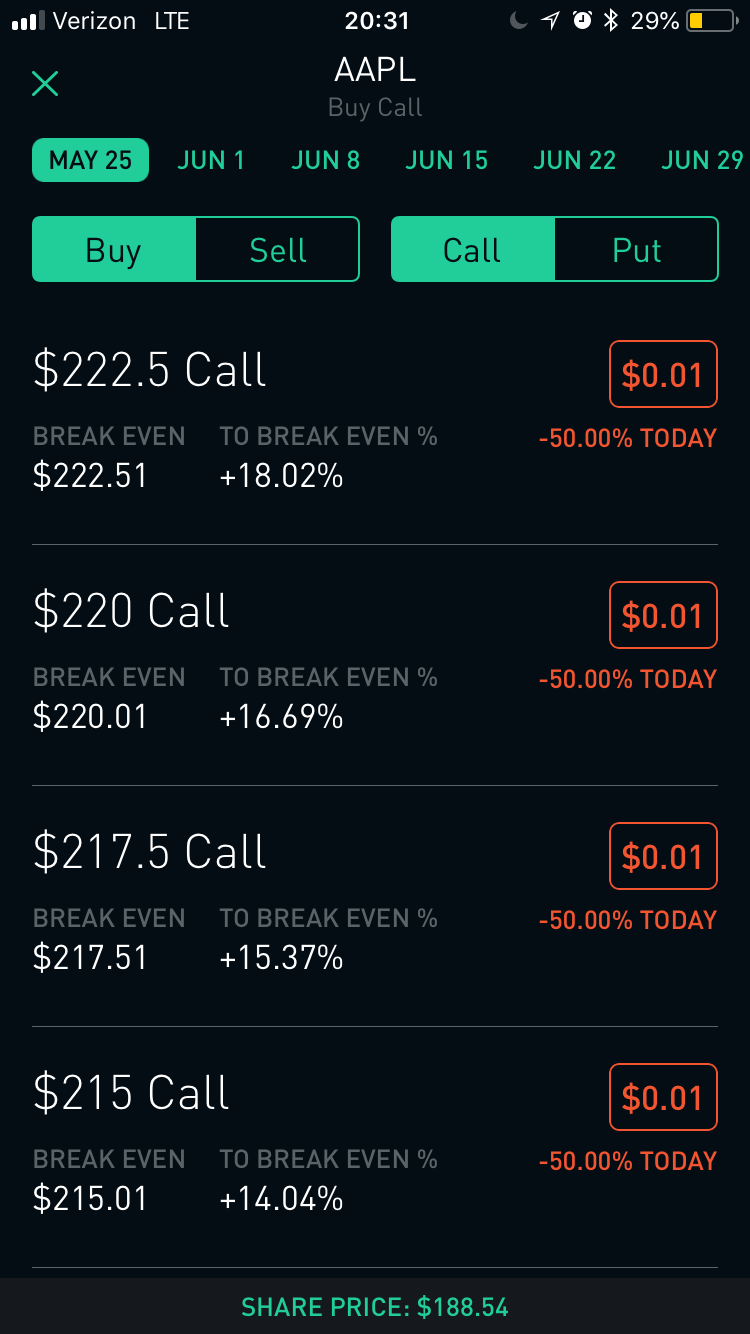 Verizon LTE 20:31 29%
AAPL
Buy Call
MAY 25 JUN 1 JUN 8 JUN 15 JUN 22 JUN 29
Buy Sell Call Put
$222.5 Call $0.01
BREAK EVEN TO BREAK EVEN % -50.00% TODAY
$222.51 +18.02%
$220 Call $0.01
BREAK EVEN TO BREAK EVEN % -50.00% TODAY
$220.01 +16.69%
$217.5 Call $0.01
BREAK EVEN TO BREAK EVEN % -50.00% TODAY
$217.51 +15.37%
$215 Call $0.01
BREAK EVEN TO BREAK EVEN % -50.00% TODAY
$215.01 +14.04%
SHARE PRICE: $188.54